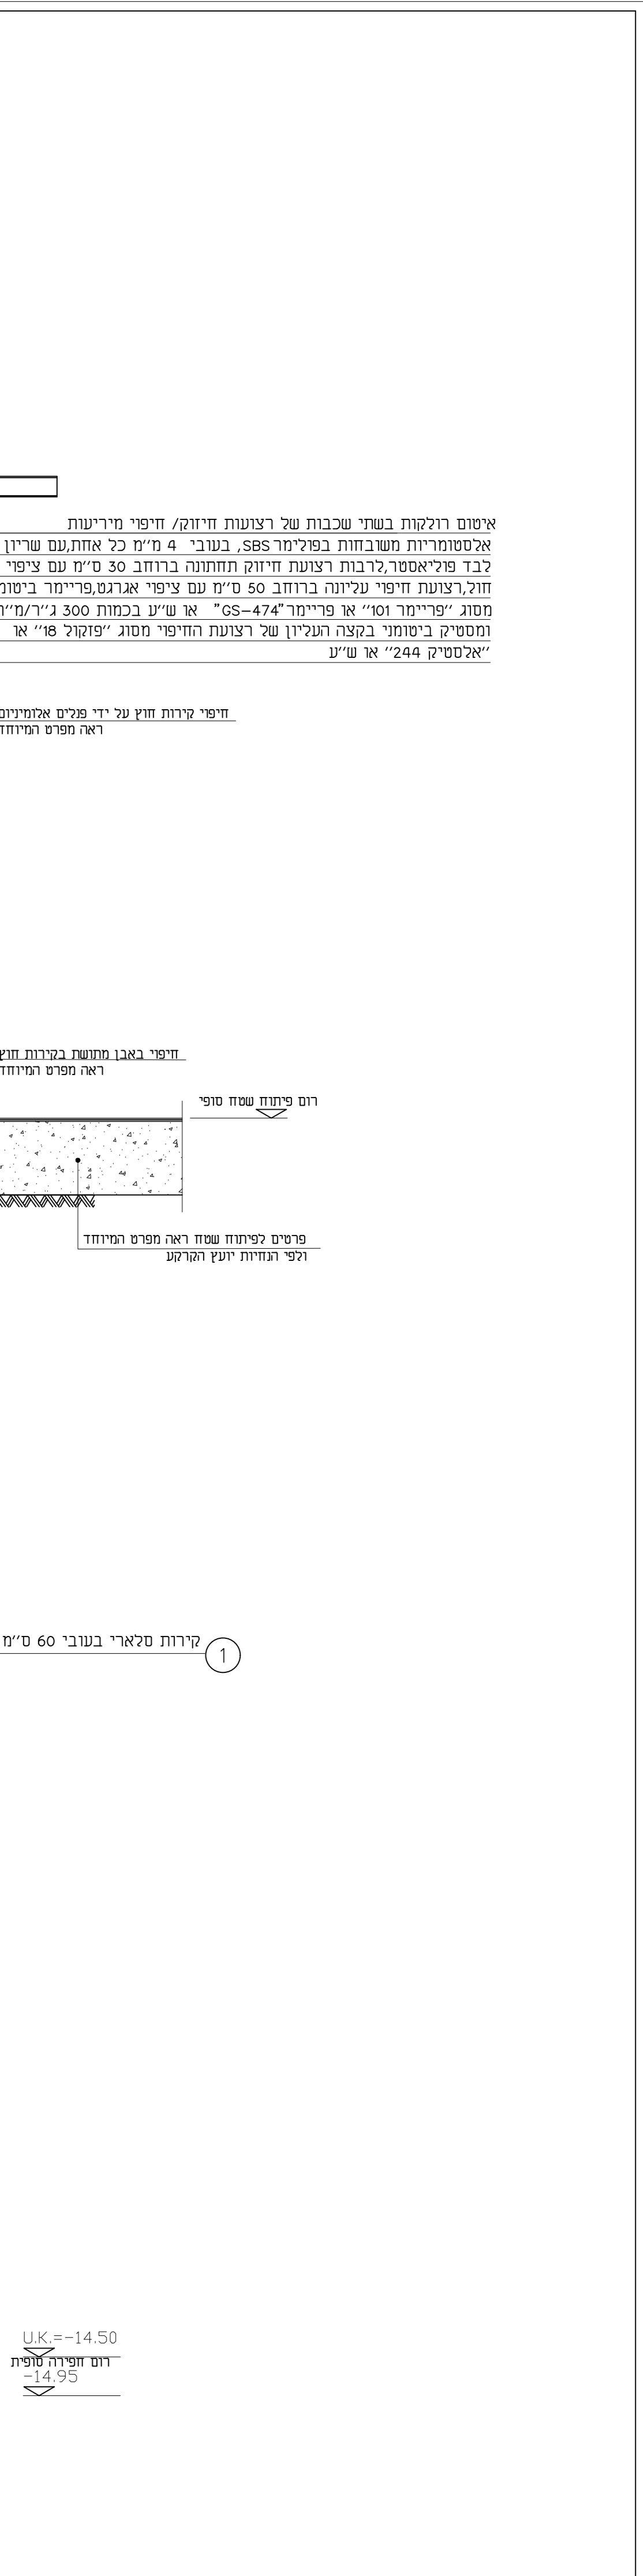 איטום רולקות בשתי שכבות של רצועות חיזוק/ חיפוי מיריעות
אלסטומריות משובחות בפולימר SBS, בעובי 4 מ''מ כל אחת,עם שריון
לבד פוליאסטר,לרבות רצועת חיזוק תחתונה ברוחב 30 ס''מ עם ציפוי
חול,רצועת חיפוי עליונה ברוחב 50 ס''מ עם ציפוי אגרגט,פריימר
מסוג ''פריימר 101'' או פריימר "GS-474" או ש''ע בכמות 300 ג'ר/מ''ר
ומסטיק ביטומני בקצה העליון של רצועת החיפוי מסוג ''פזקול 18'' או
''אלסטיק 244'' או ש''ע
חיפוי קירות חוץ על ידי פנלים אלומיניום
ראה מפרט המיוחד
חיפוי באבן מתועשת בקירות חוץ
ראה מפרט המיוחד
רום פיתוח שטח סופי
פרטים לפיתוח שטח ראה מפרט המיוחד
ולפי הנחיות יועץ הקרקע
קירות סלארי בעובי 60 ס''מ
1
U.K.=-14.50
רום חפירה סופית
-14.95